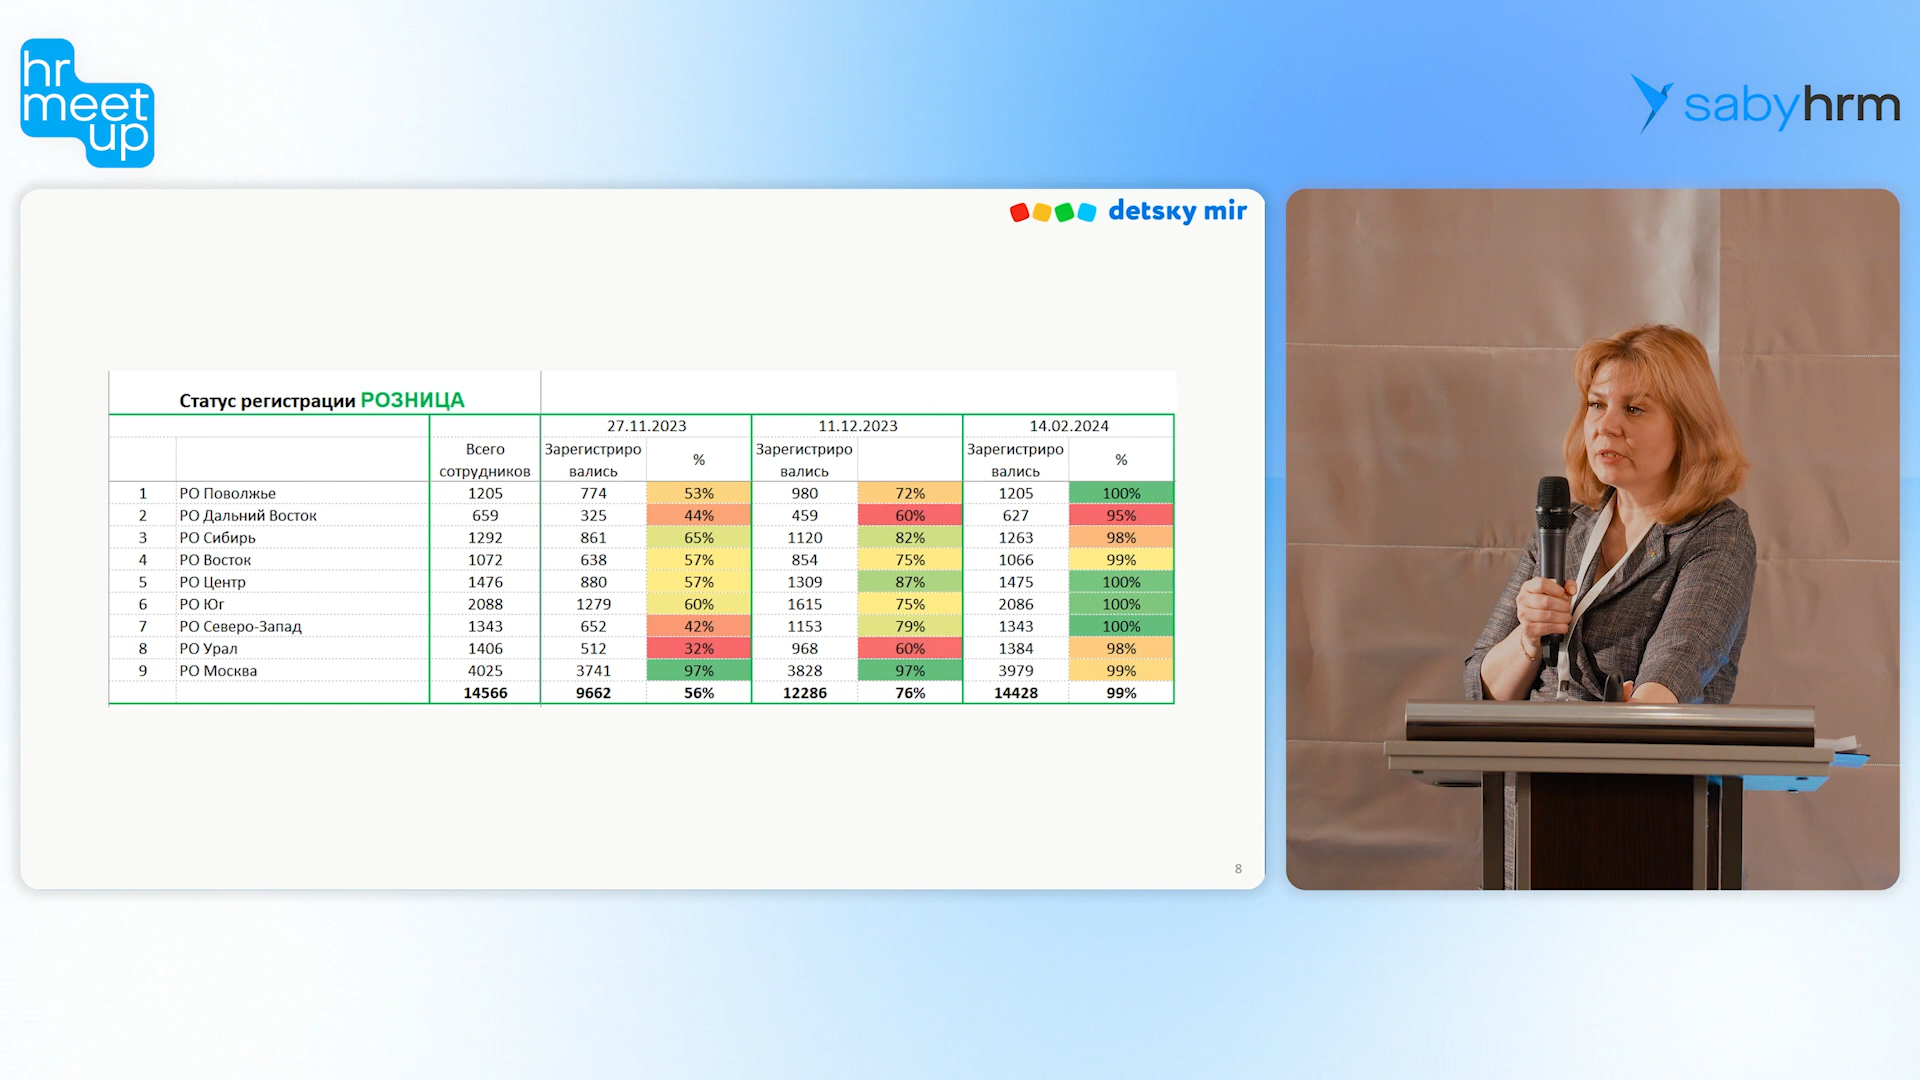 hr
meet
up
sabyhrm
detsky mir
Статус регистрации РОЗНИЦА
27.11.2023 11.12.2023 14.02.2024
Всего сотрудников Зарегистриро вались % Зарегистриро вались Зарегистриро вались %
1 РО Поволжье 1205 774 53% 980 72% 1205 100%
2 РО Дальний Восток 659 325 44% 459 60% 627 95%
3 РО Сибирь 1292 861 65% 1120 82% 1263 98%
4 РО Восток 1072 638 57% 854 75% 1066 99%
5 РО Центр 1476 880 57% 1309 87% 1475 100%
6 РО Юг 2088 1279 60% 1615 75% 2086 100%
7 РО Северо-Запад 1343 652 42% 1153 79% 1343 100%
8 РО Урал 1406 512 32% 968 60% 1384 98%
9 РО Москва 4025 3741 97% 3828 97% 3979 99%
14566 9662 56% 12286 76% 14428 99%
8